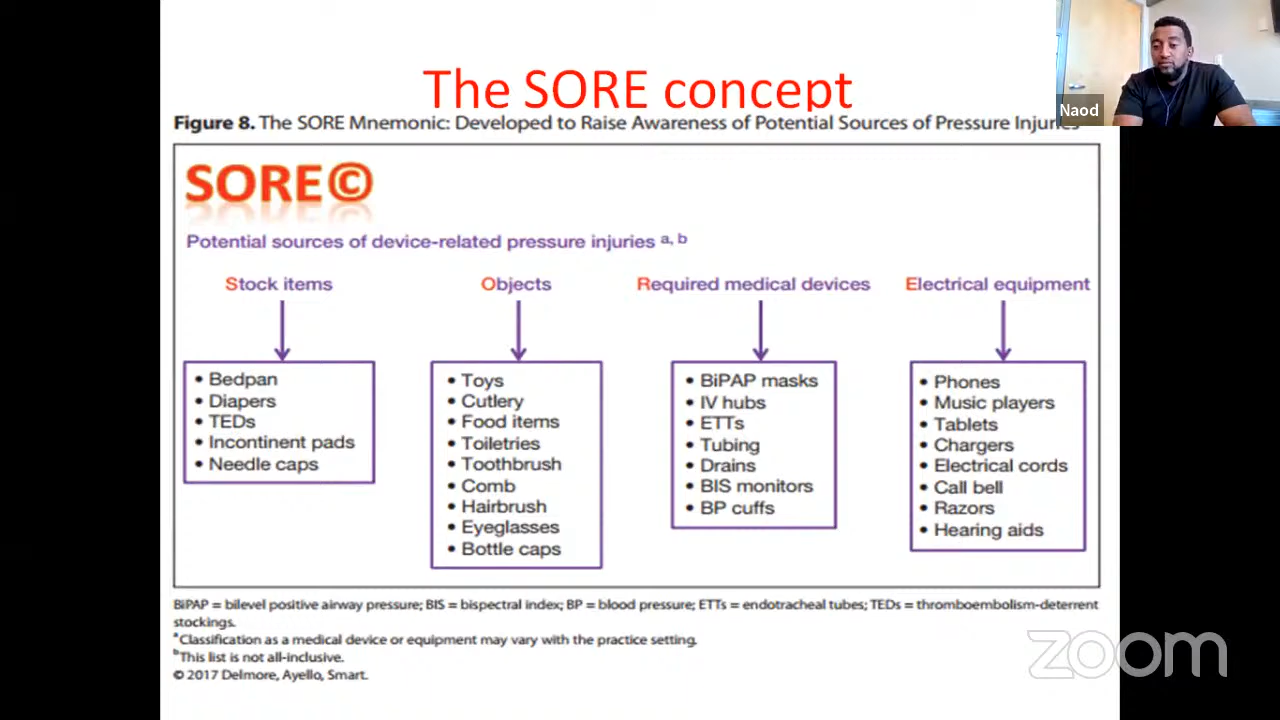 The SORE concept
Naod
Figure 8. The SORE Mnemonic: Developed to Raise Awareness of Potential Sources of Pressure Injuries
SORE©
Potential sources of device-related pressure injuries a, b
Stock items
• Bedpan
• Diapers
• TEDs
• Incontinent pads
• Needle caps
Objects
• Toys
• Cutlery
• Food items
• Toiletries
• Toothbrush
• Comb
• Hairbrush
• Eyeglasses
• Bottle caps
Required medical devices
• BiPAP masks
• IV hubs
• ETTs
• Tubing
• Drains
• BIS monitors
• BP cuffs
Electrical equipment
• Phones
• Music players
• Tablets
• Chargers
• Electrical cords
• Call bell
• Razors
• Hearing aids
BiPAP = bilevel positive airway pressure; BIS = bispectral index; BP = blood pressure; ETTs = endotracheal tubes; TEDs = thromboembolism-deterrent
stockings.
aClassification as a medical device or equipment may vary with the practice setting.
bThis list is not all-inclusive.
© 2017 Delmore, Ayello, Smart.
zoom